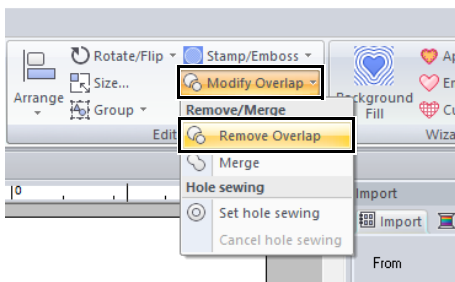 Rotate/Flip
Stamp/Emboss
Size...
Modify Overlap
Arrange
Group
Background
Fill
Edit
Remove/Merge
Remove Overlap
Merge
Hole sewing
Set hole sewing
Cancel hole sewing
0
Import
Import
From